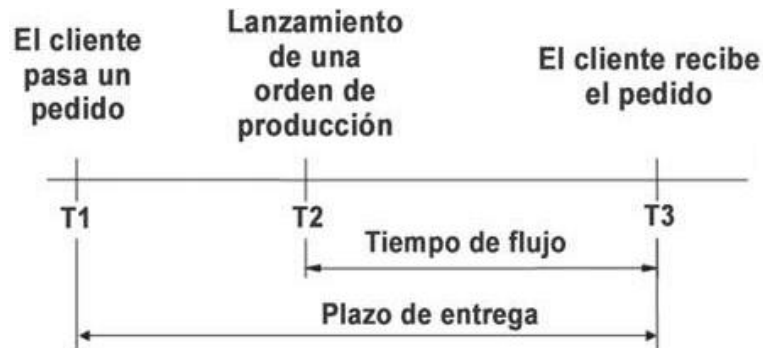 El cliente
pasa un
pedido
Lanzamiento
de una
orden de
producción
El cliente recibe
el pedido
T1
T2
T3
Tiempo de flujo
Plazo de entrega